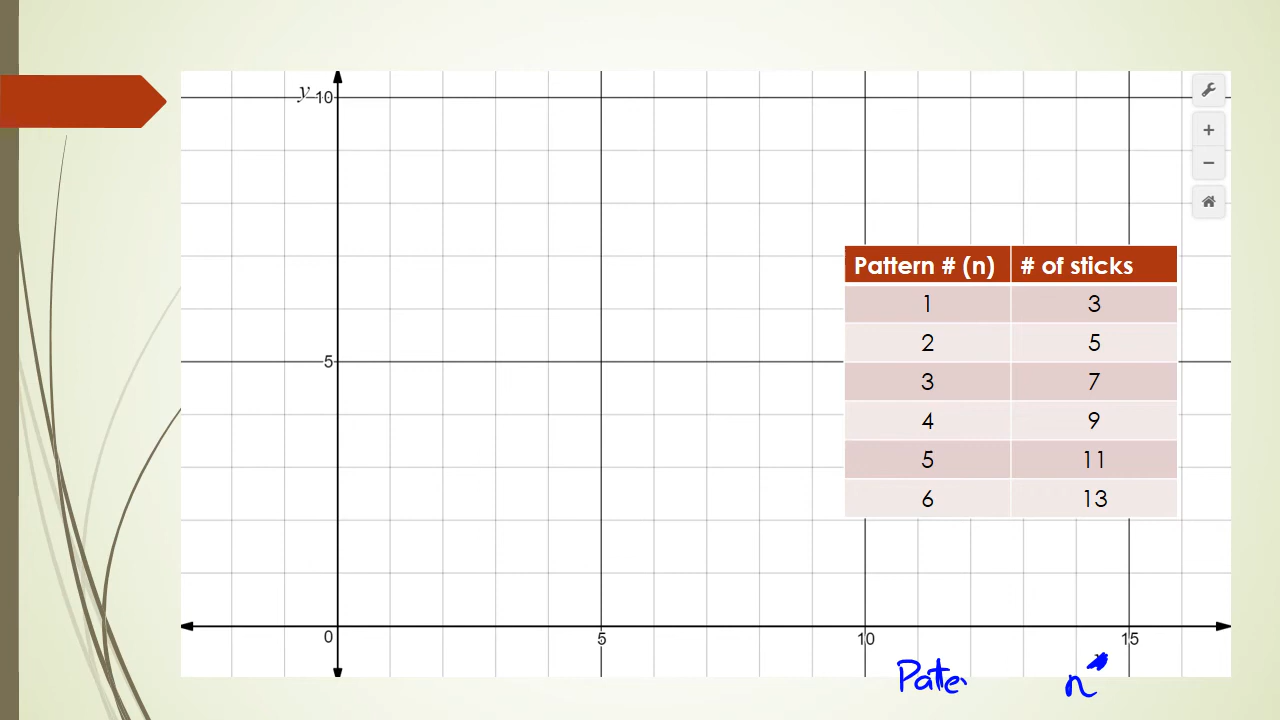 y 10
Pattern # (n) # of sticks
1 3
2 5
5
3 7
4 9
5 11
6 13
0 5 10 15
Patte n